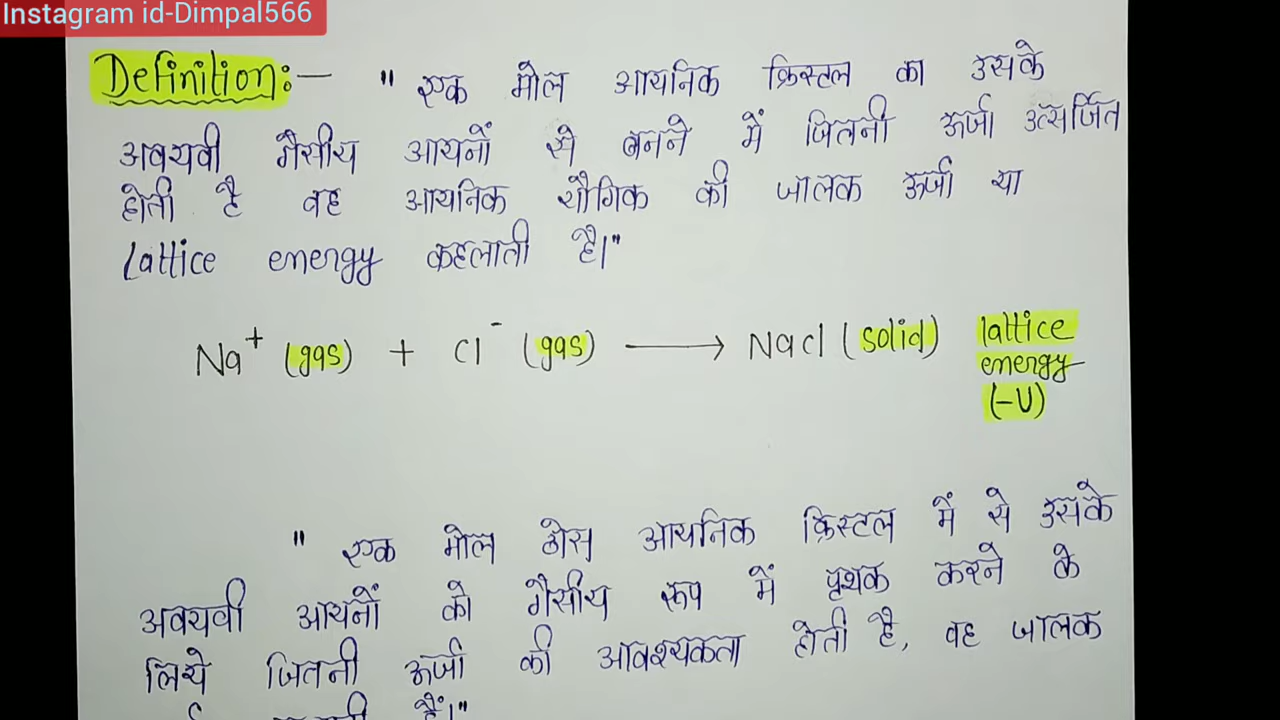 Instagram id-Dimpal566
Definition:— " एक मोल आयनिक क्रिस्टल का उसके
अवयवी गैसीय आयनों से बनने में जितनी ऊर्जा उत्सर्जित
होती है वह आयनिक यौगिक की जालक ऊर्जा या
lattice energy कहलाती है।"
Na⁺ (gas) + Cl⁻ (gas) ⟶ Nacl (solid) lattice
energy
(-U)
" एक मोल ठोस आयनिक क्रिस्टल में से उसके
अवयवी आयनों को गैसीय रूप में पृथक करने के
लिये जितनी ऊर्जा की आवश्यकता होती है, वह जालक
हैं।"